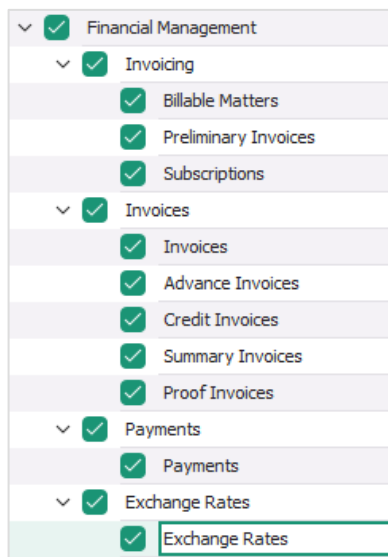 Financial Management
Invoicing
Billable Matters
Preliminary Invoices
Subscriptions
Invoices
Invoices
Advance Invoices
Credit Invoices
Summary Invoices
Proof Invoices
Payments
Payments
Exchange Rates
Exchange Rates